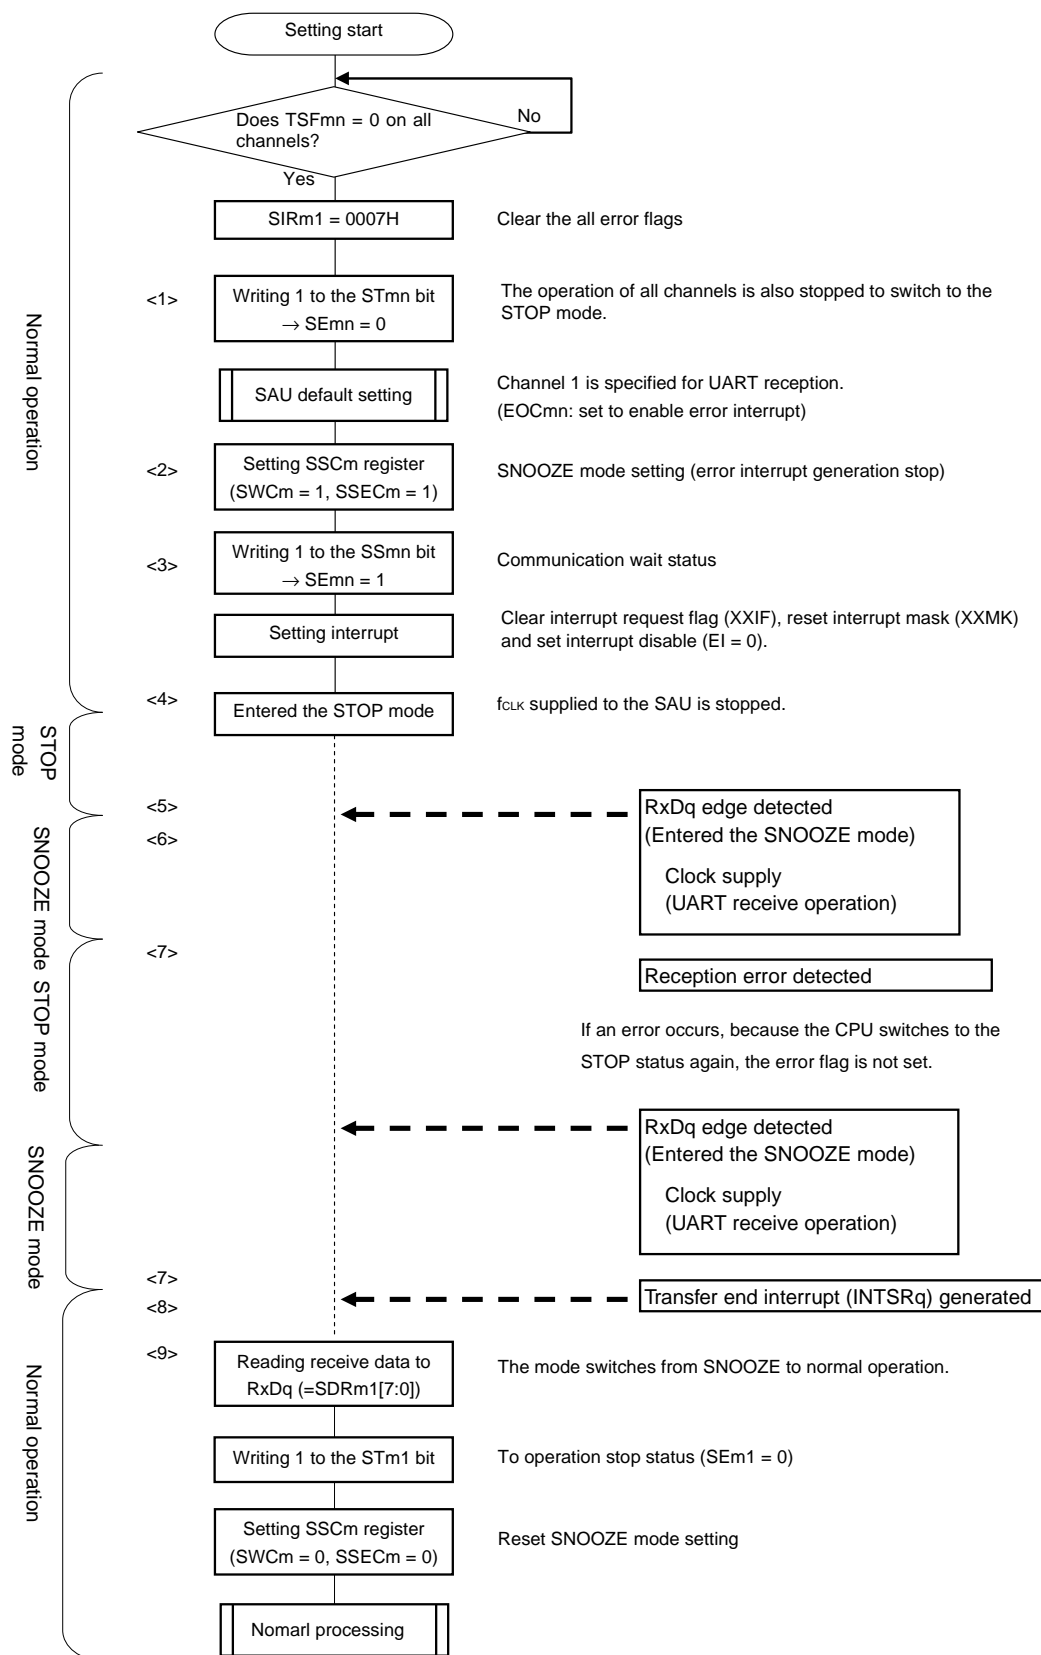 Setting start
Does TSFmn = 0 on all
channels?
No
Yes
SIRm1 = 0007H
Clear the all error flags
<1>
Writing 1 to the STmn bit
→ SEmn = 0
The operation of all channels is also stopped to switch to the
STOP mode.
SAU default setting
Channel 1 is specified for UART reception.
(EOCmn: set to enable error interrupt)
Normal operation
<2>
Setting SSCm register
(SWCm = 1, SSECm = 1)
SNOOZE mode setting (error interrupt generation stop)
<3>
Writing 1 to the SSmn bit
→ SEmn = 1
Communication wait status
Setting interrupt
Clear interrupt request flag (XXIF), reset interrupt mask (XXMK)
and set interrupt disable (EI = 0).
<4>
Entered the STOP mode
fCLK supplied to the SAU is stopped.
STOP
mode
<5>
<6>
RxDq edge detected
(Entered the SNOOZE mode)
Clock supply
(UART receive operation)
SNOOZE mode
<7>
Reception error detected
STOP mode
If an error occurs, because the CPU switches to the
STOP status again, the error flag is not set.
RxDq edge detected
(Entered the SNOOZE mode)
Clock supply
(UART receive operation)
SNOOZE mode
<7>
<8>
Transfer end interrupt (INTSRq) generated
<9>
Reading receive data to
RxDq (=SDRm1[7:0])
The mode switches from SNOOZE to normal operation.
Normal operation
Writing 1 to the STm1 bit
To operation stop status (SEm1 = 0)
Setting SSCm register
(SWCm = 0, SSECm = 0)
Reset SNOOZE mode setting
Nomarl processing